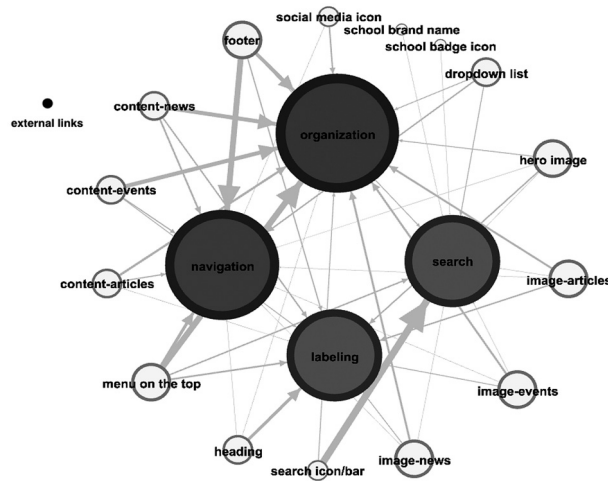 social media icon
school brand name
footer
school badge icon
dropdown list
content-news
external links
organization
hero image
content-events
navigation
search
content-articles
image-articles
labeling
menu on the top
image-events
heading
image-news
search icon/bar